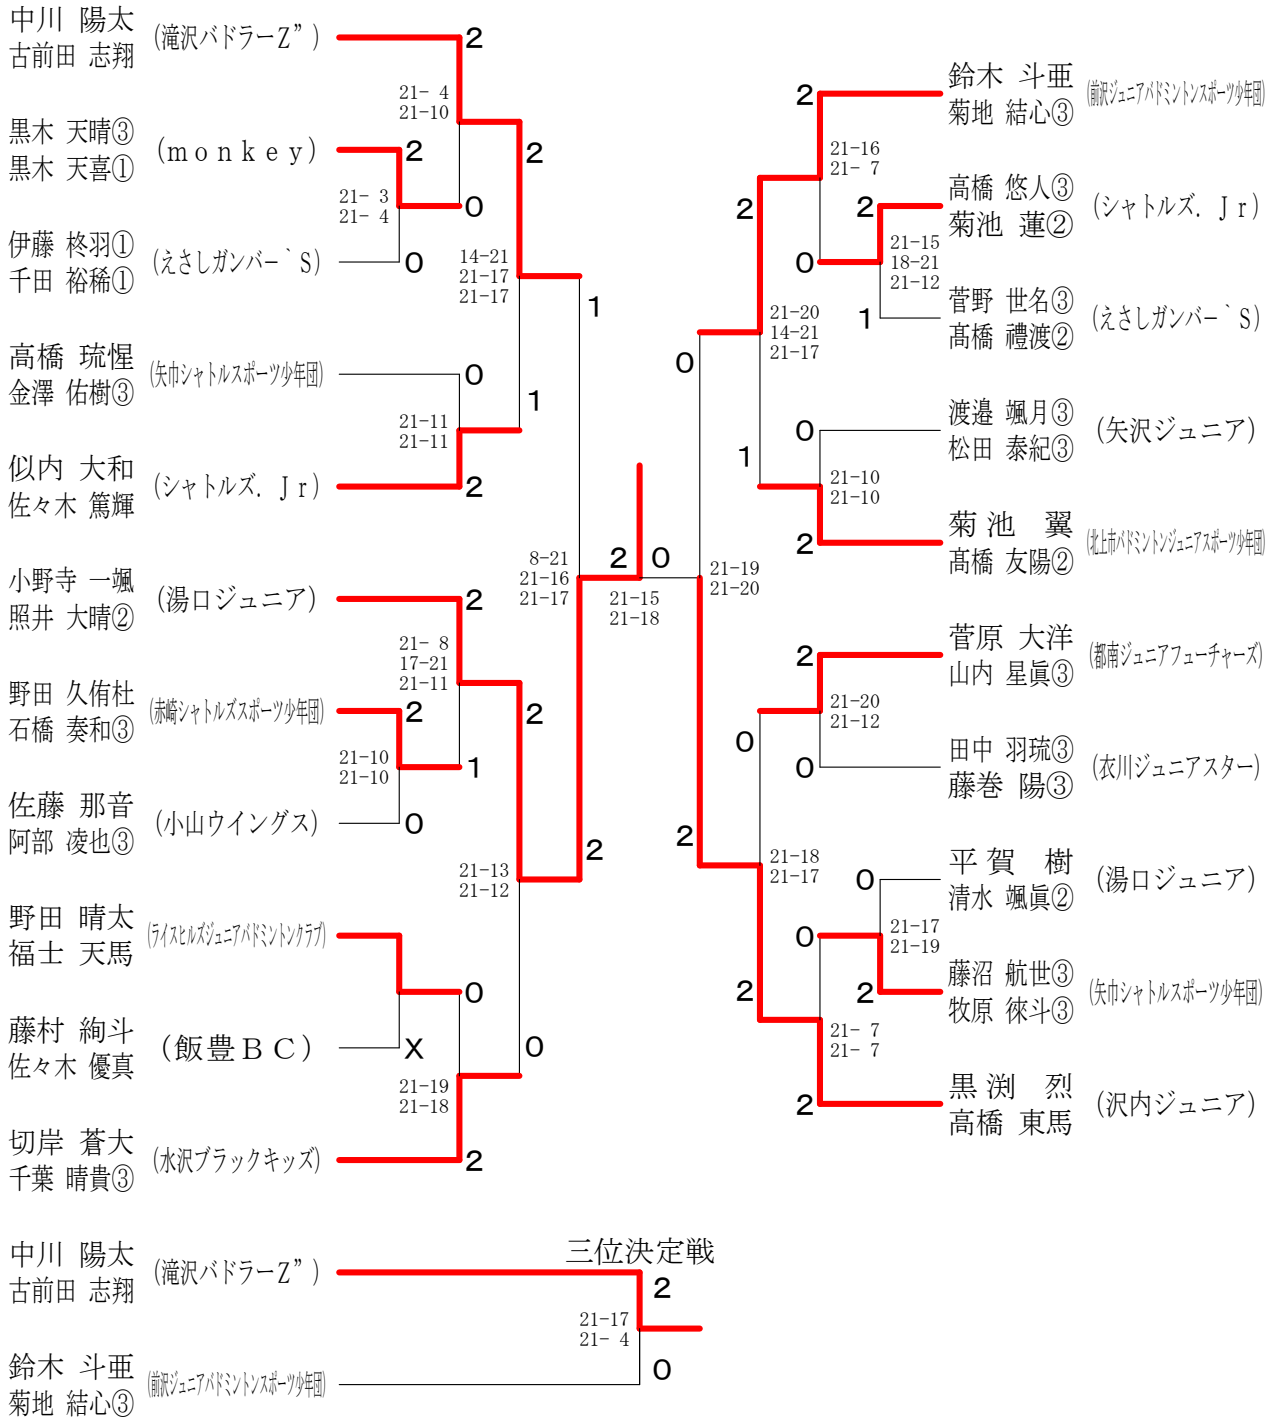 中川 陽太
古前田 志翔
(滝沢バドラーZ”)
2
21- 4
21-10
黒木 天晴③
黒木 天喜①
(monkey)
2
21- 3
21- 4
0
伊藤 柊羽①
千田 裕稀①
(えさしガンバー｀S)
0
2
14-21
21-17
21-17
高橋 琉惺
金澤 佑樹③
(矢巾シャトルスポーツ少年団)
0
21-11
21-11
1
似内 大和
佐々木 篤輝
(シャトルズ．Jr)
2
1
8-21
21-16
21-17
小野寺 一颯
照井 大晴②
(湯口ジュニア)
2
21- 8
17-21
21-11
野田 久侑杜
石橋 奏和③
(赤崎シャトルズスポーツ少年団)
2
21-10
21-10
1
佐藤 那音
阿部 凌也③
(小山ウイングス)
0
2
21-13
21-12
2
野田 晴太
福士 天馬
(ライスヒルズジュニアバドミントンクラブ)
0
藤村 絢斗
佐々木 優真
(飯豊BC)
X
21-19
21-18
0
切岸 蒼大
千葉 晴貴③
(水沢ブラックキッズ)
2
2
0
21-15
21-18
鈴木 斗亜
菊地 結心③
(前沢ジュニアバドミントンスポーツ少年団)
2
21-16
21- 7
高橋 悠人③
菊池 蓮②
(シャトルズ．Jr)
2
21-15
18-21
21-12
0
菅野 世名③
髙橋 禮渡②
(えさしガンバー｀S)
1
2
21-20
14-21
21-17
0
渡邉 颯月③
松田 泰紀③
(矢沢ジュニア)
0
21-10
21-10
1
菊池 翼
髙橋 友陽②
(北上市バドミントンジュニアスポーツ少年団)
2
21-19
21-20
菅原 大洋
山内 星眞③
(都南ジュニアフューチャーズ)
2
21-20
21-12
0
田中 羽琉③
藤巻 陽③
(衣川ジュニアスター)
0
2
21-18
21-17
平賀 樹
清水 颯眞②
(湯口ジュニア)
0
21-17
21-19
0
藤沼 航世③
牧原 徠斗③
(矢巾シャトルスポーツ少年団)
2
2
21- 7
21- 7
黒渕 烈
高橋 東馬
(沢内ジュニア)
2
三位決定戦
中川 陽太
古前田 志翔
(滝沢バドラーZ”)
2
21-17
21- 4
鈴木 斗亜
菊地 結心③
(前沢ジュニアバドミントンスポーツ少年団)
0